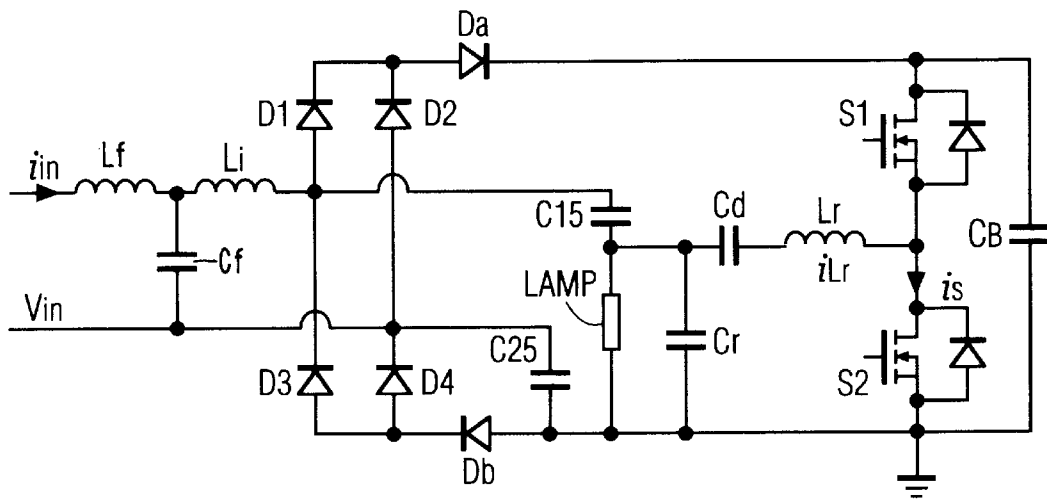 Da
D1
D2
S1
iin
Lf
Li
C15
Cd
Lr
CB
Cf
LAMP
iLr
is
Vin
C25
Cr
D3
D4
S2
Db